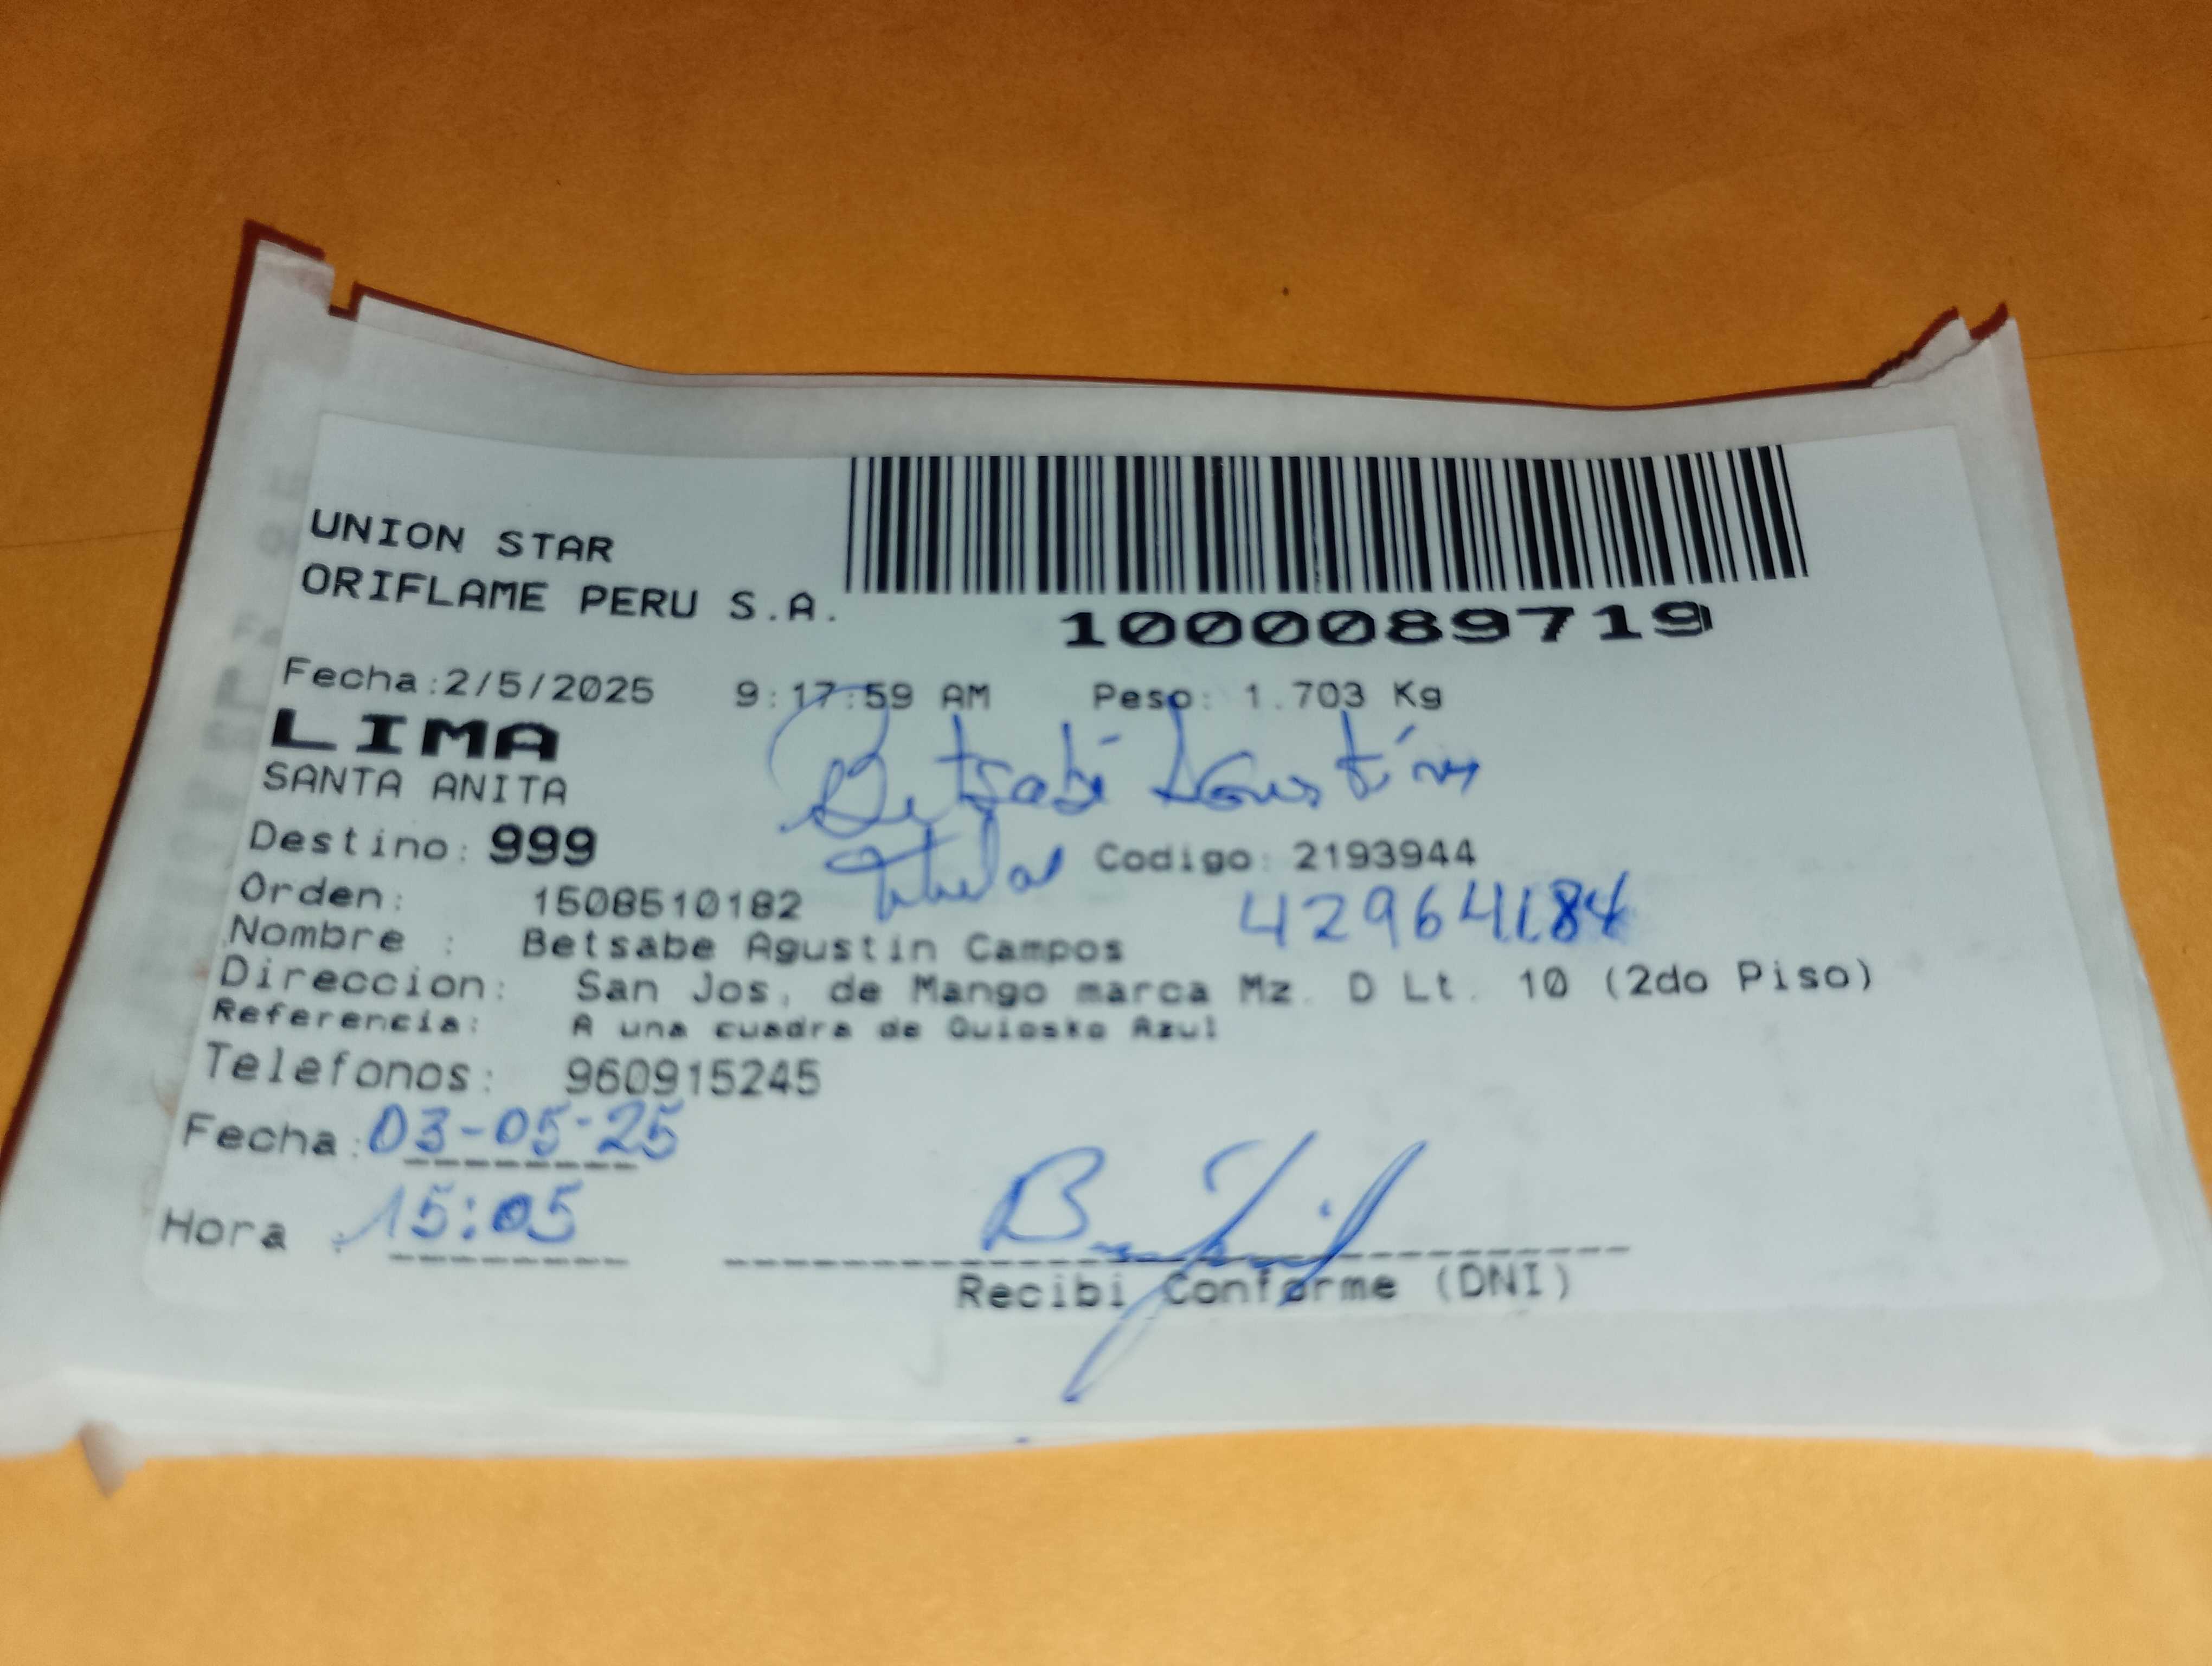 UNION STAR
ORIFLAME PERU S.A.
1000089719
Fecha:2/5/2025 9:17:59 AM Peso: 1.703 Kg
LIMA
Betsabé Agustín
SANTA ANITA
Destino: 999
Titular Codigo: 2193944
Orden: 1508510182
42964184
Nombre : Betsabe Agustin Campos
Direccion: San Jos, de Mango marca Mz. D Lt. 10 (2do Piso)
Referencia: A una cuadra de Quiosko Azul
Telefonos: 960915245
Fecha: 03-05-25
Hora : 15:05
Recibi Conforme (DNI)